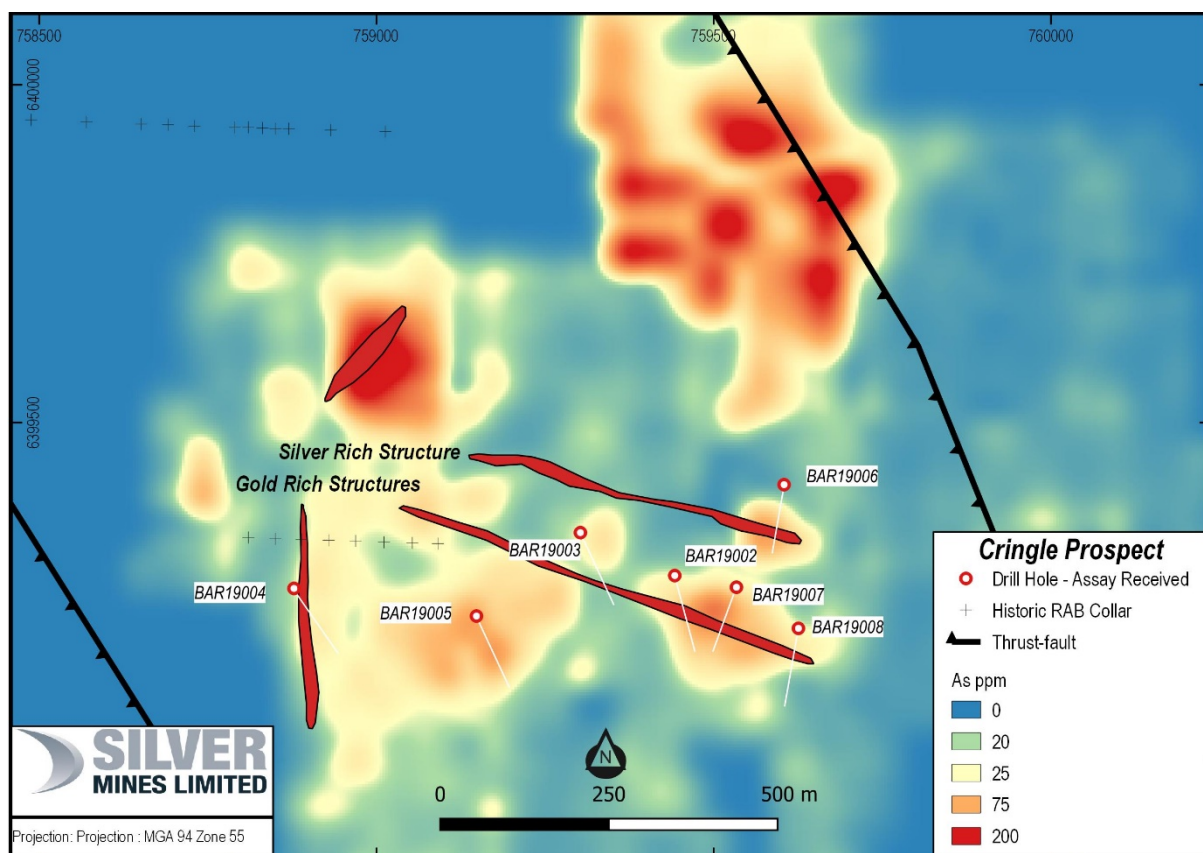 758500
759000
759500
760000
6400000
6399500
Silver Rich Structure
Gold Rich Structures
BAR19006
BAR19003
BAR19002
BAR19004
BAR19007
BAR19005
BAR19008
Cringle Prospect
Drill Hole - Assay Received
Historic RAB Collar
Thrust-fault
As ppm
0
20
25
75
200
N
0 250 500 m
SILVER
MINES LIMITED
Projection: Projection : MGA 94 Zone 55